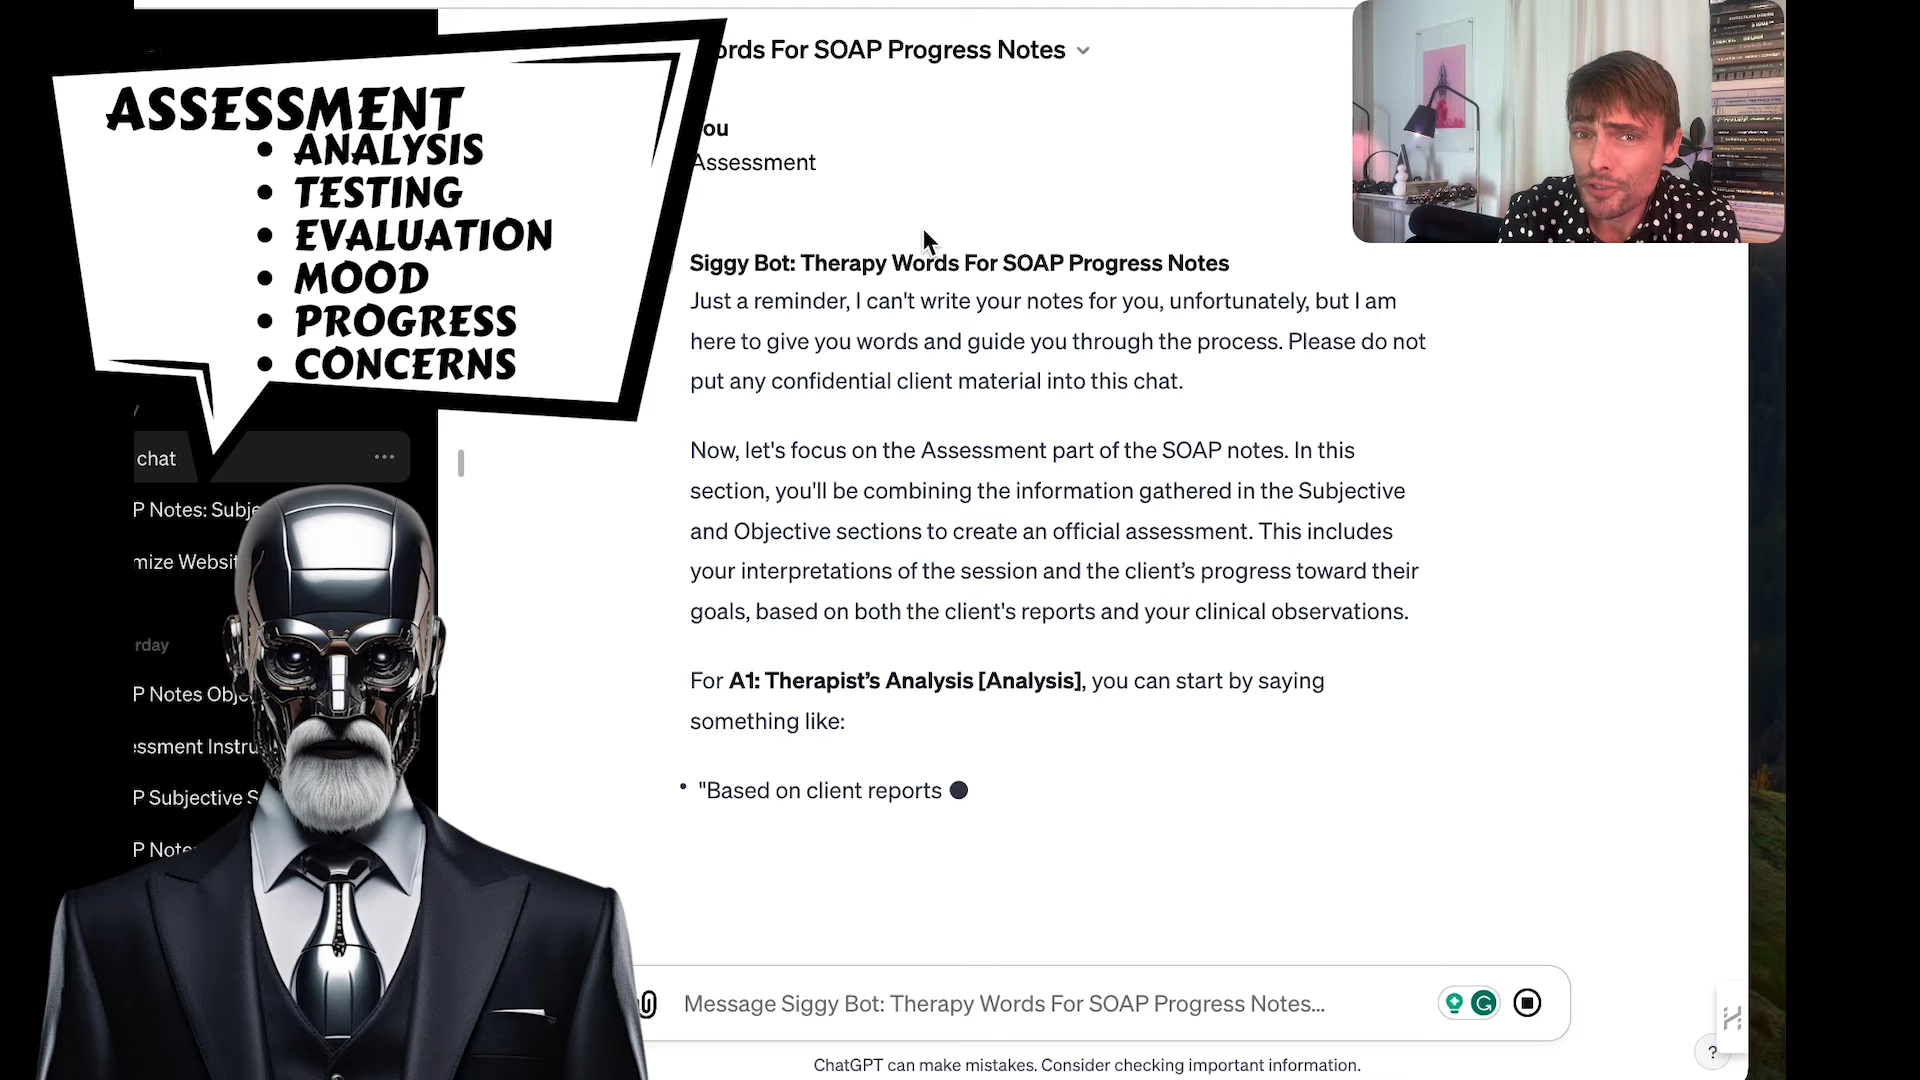 ASSESSMENT
• ANALYSIS
• TESTING
• EVALUATION
• MOOD
• PROGRESS
• CONCERNS
ords For SOAP Progress Notes
ou
Assessment
Siggy Bot: Therapy Words For SOAP Progress Notes
Just a reminder, I can't write your notes for you, unfortunately, but I am
here to give you words and guide you through the process. Please do not
put any confidential client material into this chat.
Now, let's focus on the Assessment part of the SOAP notes. In this
section, you'll be combining the information gathered in the Subjective
and Objective sections to create an official assessment. This includes
your interpretations of the session and the client’s progress toward their
goals, based on both the client's reports and your clinical observations.
For A1: Therapist’s Analysis [Analysis], you can start by saying
something like:
• "Based on client reports
chat
P Notes: Subje
mize Websit
rday
P Notes Obje
essment Instru
P Subjective S
P Note
Message Siggy Bot: Therapy Words For SOAP Progress Notes...
ChatGPT can make mistakes. Consider checking important information.
?